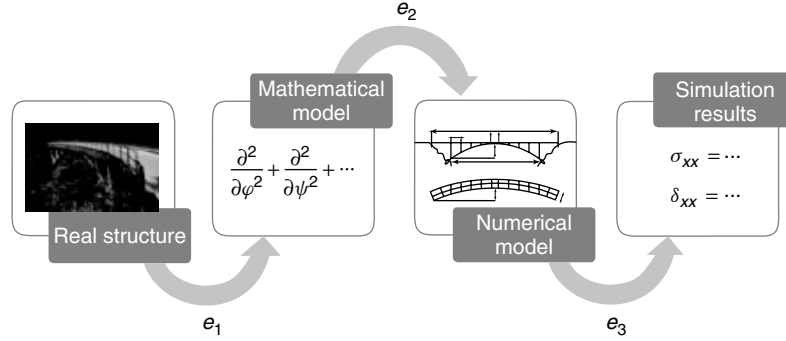 e₂
Mathematical
model
Simulation
results
∂²/∂φ² + ∂²/∂ψ² + ···
σₓₓ = ···
δₓₓ = ···
Real structure
Numerical
model
e₁
e₃